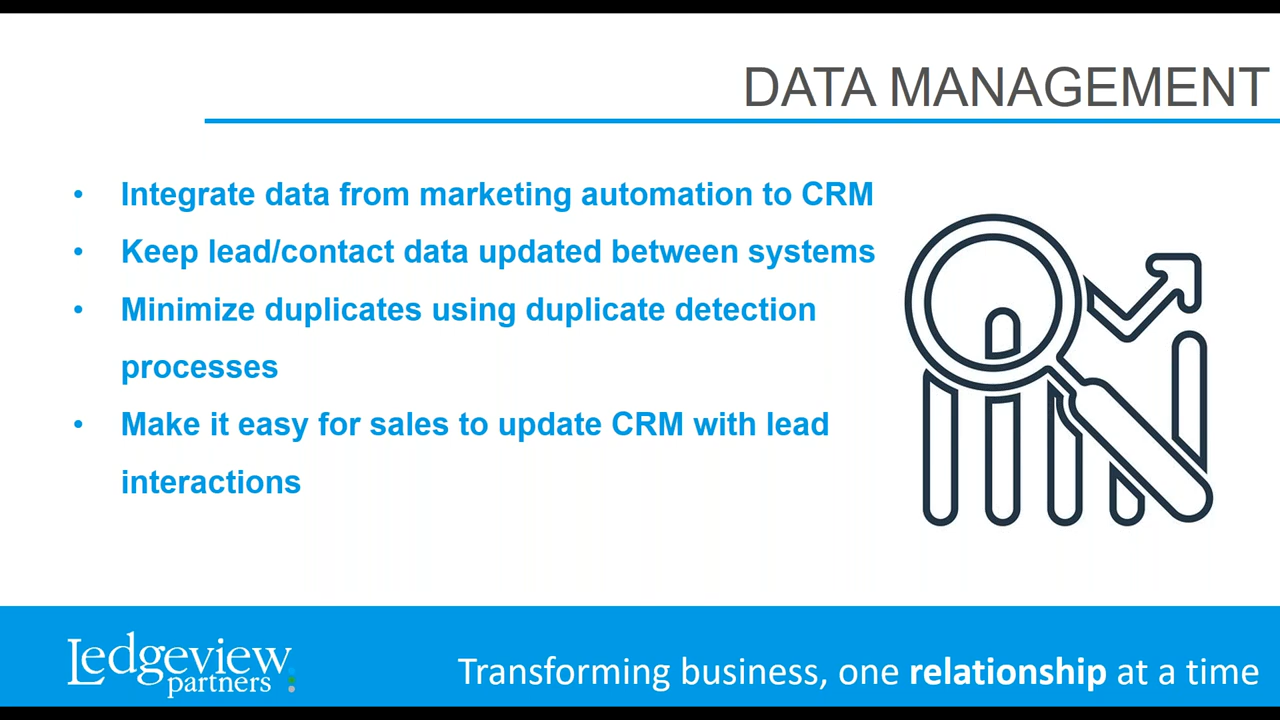 DATA MANAGEMENT
• Integrate data from marketing automation to CRM
• Keep lead/contact data updated between systems
• Minimize duplicates using duplicate detection
processes
• Make it easy for sales to update CRM with lead
interactions
Ledgeview
partners
Transforming business, one relationship at a time